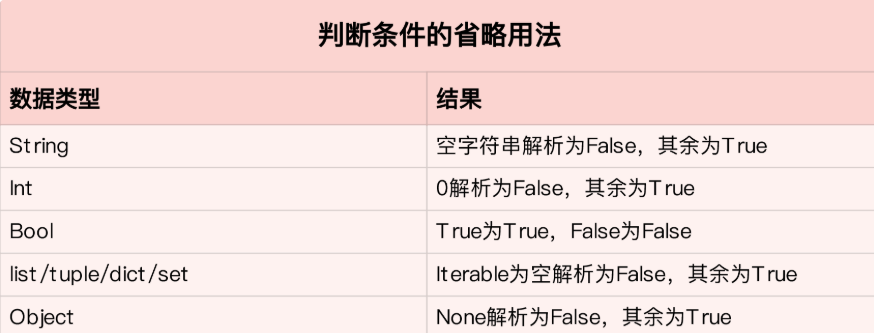 判断条件的省略用法
数据类型 结果
String 空字符串解析为False，其余为True
Int 0解析为False，其余为True
Bool True为True，False为False
list/tuple/dict/set Iterable为空解析为False，其余为True
Object None解析为False，其余为True